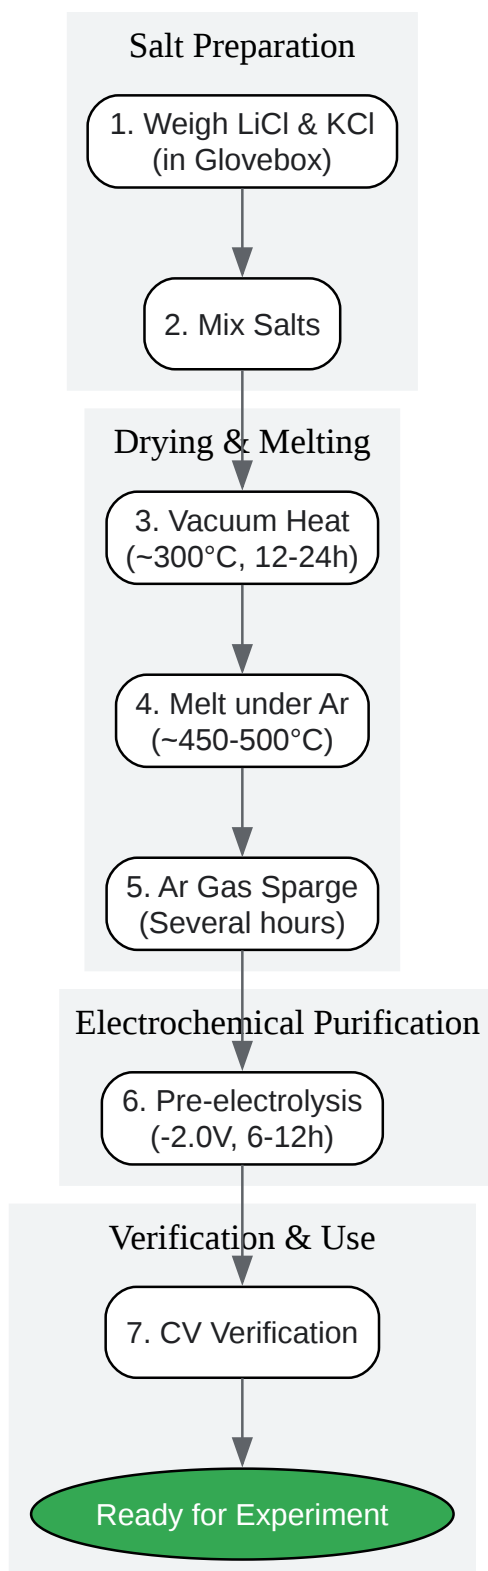 Salt Preparation
1. Weigh LiCl & KCl
(in Glovebox)
2. Mix Salts
Drying & Melting
3. Vacuum Heat
(~300°C, 12-24h)
4. Melt under Ar
(~450-500°C)
5. Ar Gas Sparge
(Several hours)
Electrochemical Purification
6. Pre-electrolysis
(-2.0V, 6-12h)
Verification & Use
7. CV Verification
Ready for Experiment